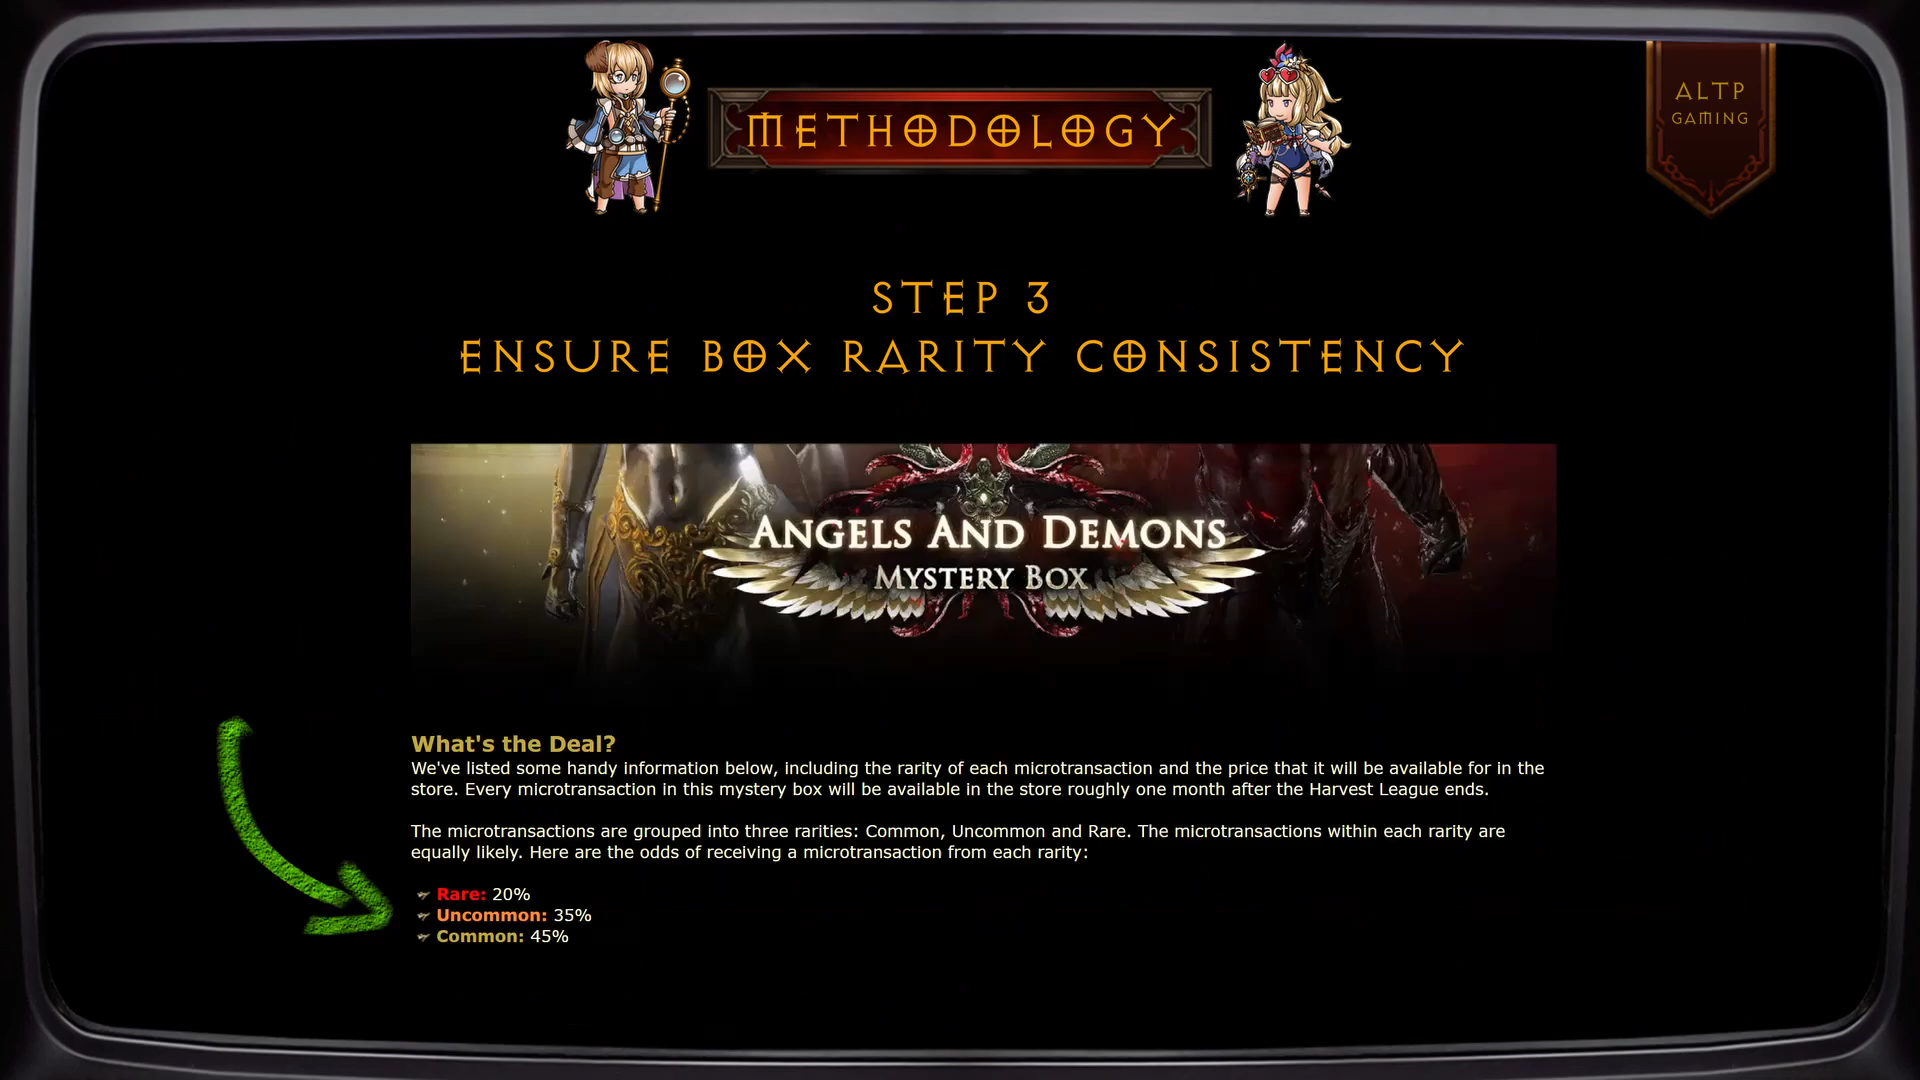 METHODOLOGY
ALTP
GAMING
STEP 3
ENSURE BOX RARITY CONSISTENCY
ANGELS AND DEMONS
MYSTERY BOX
What's the Deal?
We've listed some handy information below, including the rarity of each microtransaction and the price that it will be available for in the
store. Every microtransaction in this mystery box will be available in the store roughly one month after the Harvest League ends.
The microtransactions are grouped into three rarities: Common, Uncommon and Rare. The microtransactions within each rarity are
equally likely. Here are the odds of receiving a microtransaction from each rarity:
Rare: 20%
Uncommon: 35%
Common: 45%